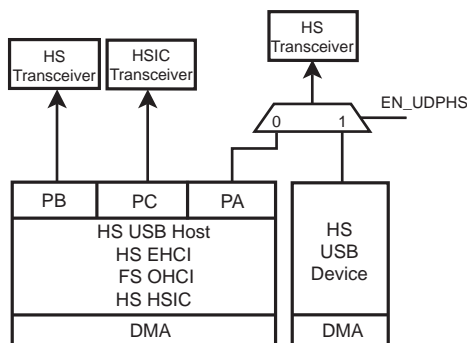 HS
Transceiver
HSIC
Transceiver
HS
Transceiver
EN_UDPHS
0
1
PB
PC
PA
HS USB Host
HS EHCI
FS OHCI
HS HSIC
DMA
HS
USB
Device
DMA